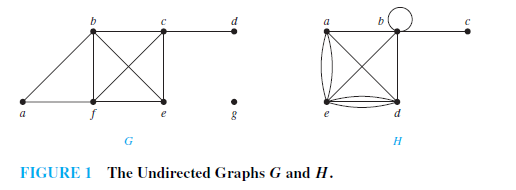 b c d a b c
a f e g e d
G H
FIGURE 1 The Undirected Graphs G and H.